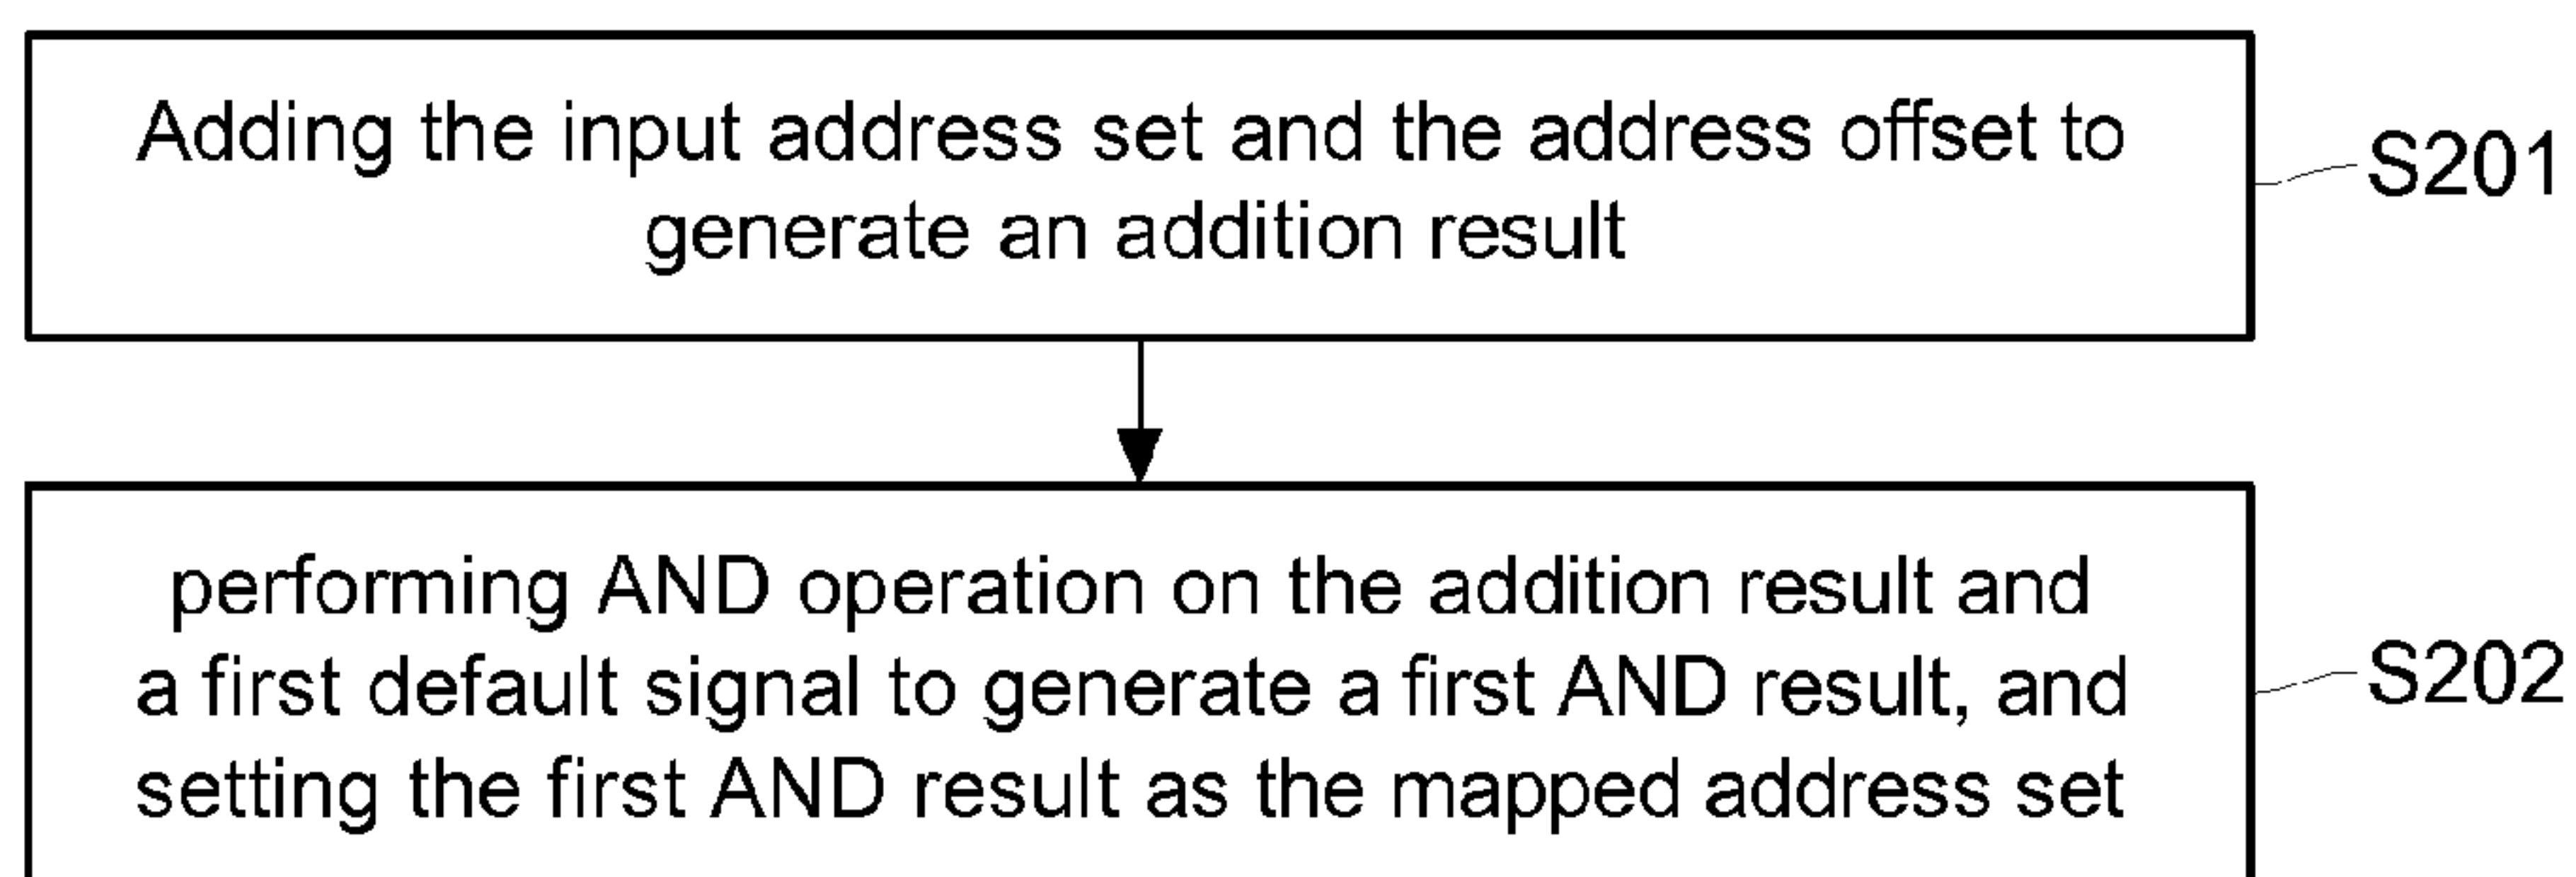 Adding the input address set and the address offset to
generate an addition result
S201
performing AND operation on the addition result and
a first default signal to generate a first AND result, and
setting the first AND result as the mapped address set
S202